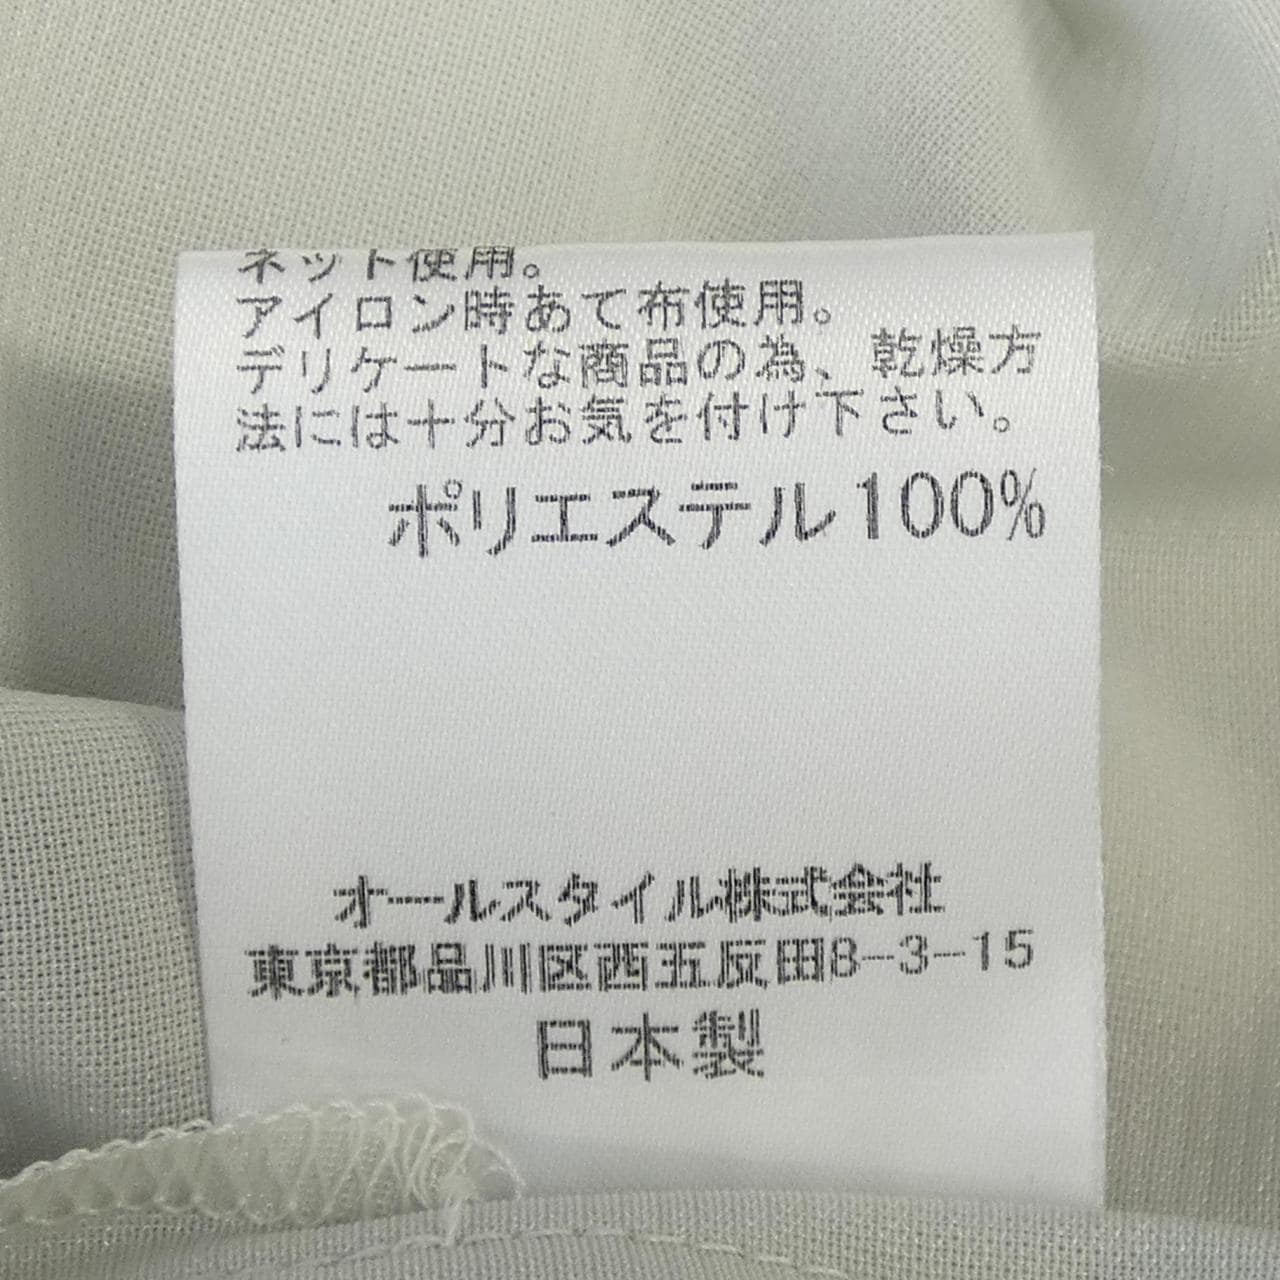 ネット使用。
アイロン時あて布使用。
デリケートな商品の為、乾燥方
法には十分お気を付け下さい。
ポリエステル100%
オールスタイル株式会社
東京都品川区西五反田8-3-15
日本製